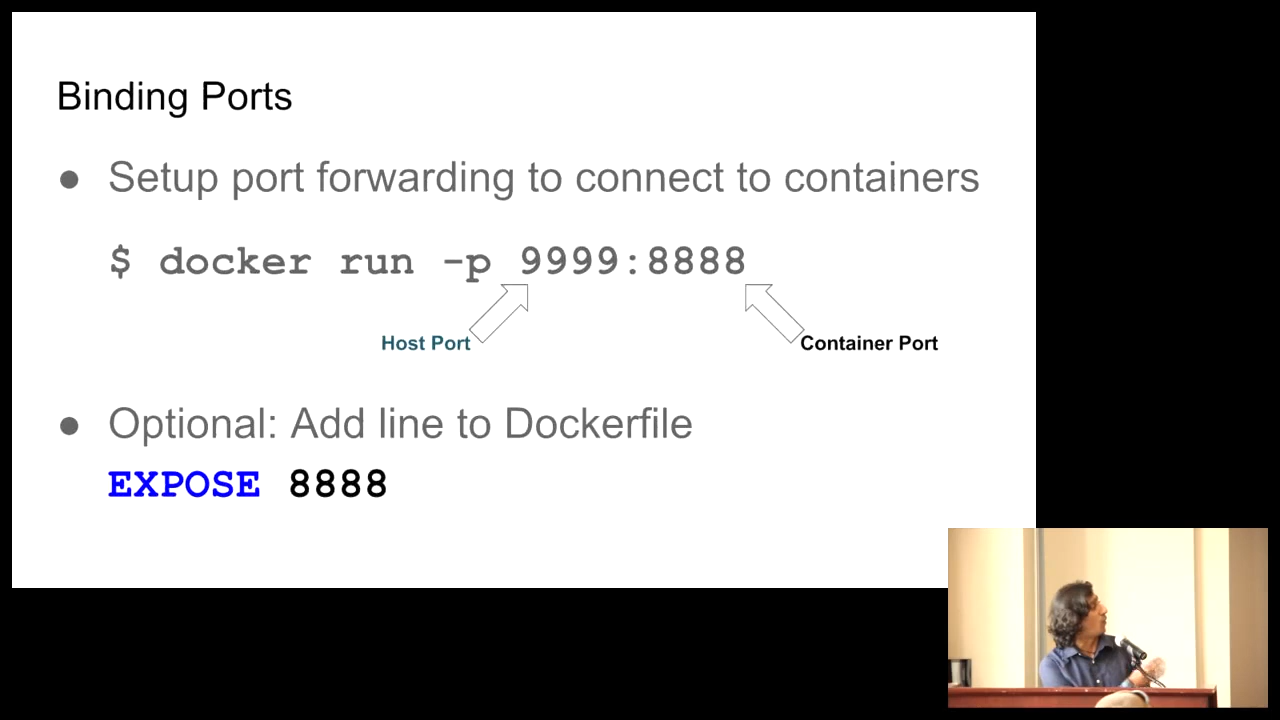 Binding Ports
● Setup port forwarding to connect to containers
$ docker run -p 9999:8888
Host Port
Container Port
● Optional: Add line to Dockerfile
EXPOSE 8888